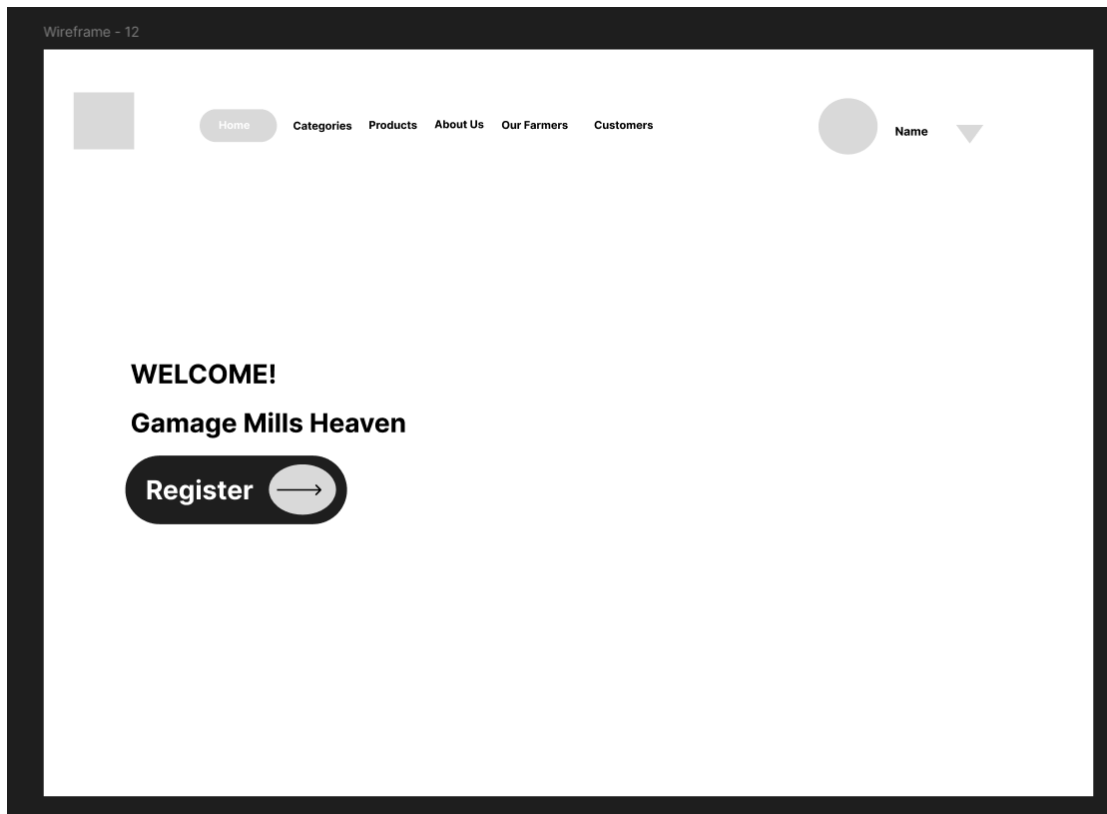 Wireframe - 12
Home Categories Products About Us Our Farmers Customers Name
WELCOME!
Gamage Mills Heaven
Register